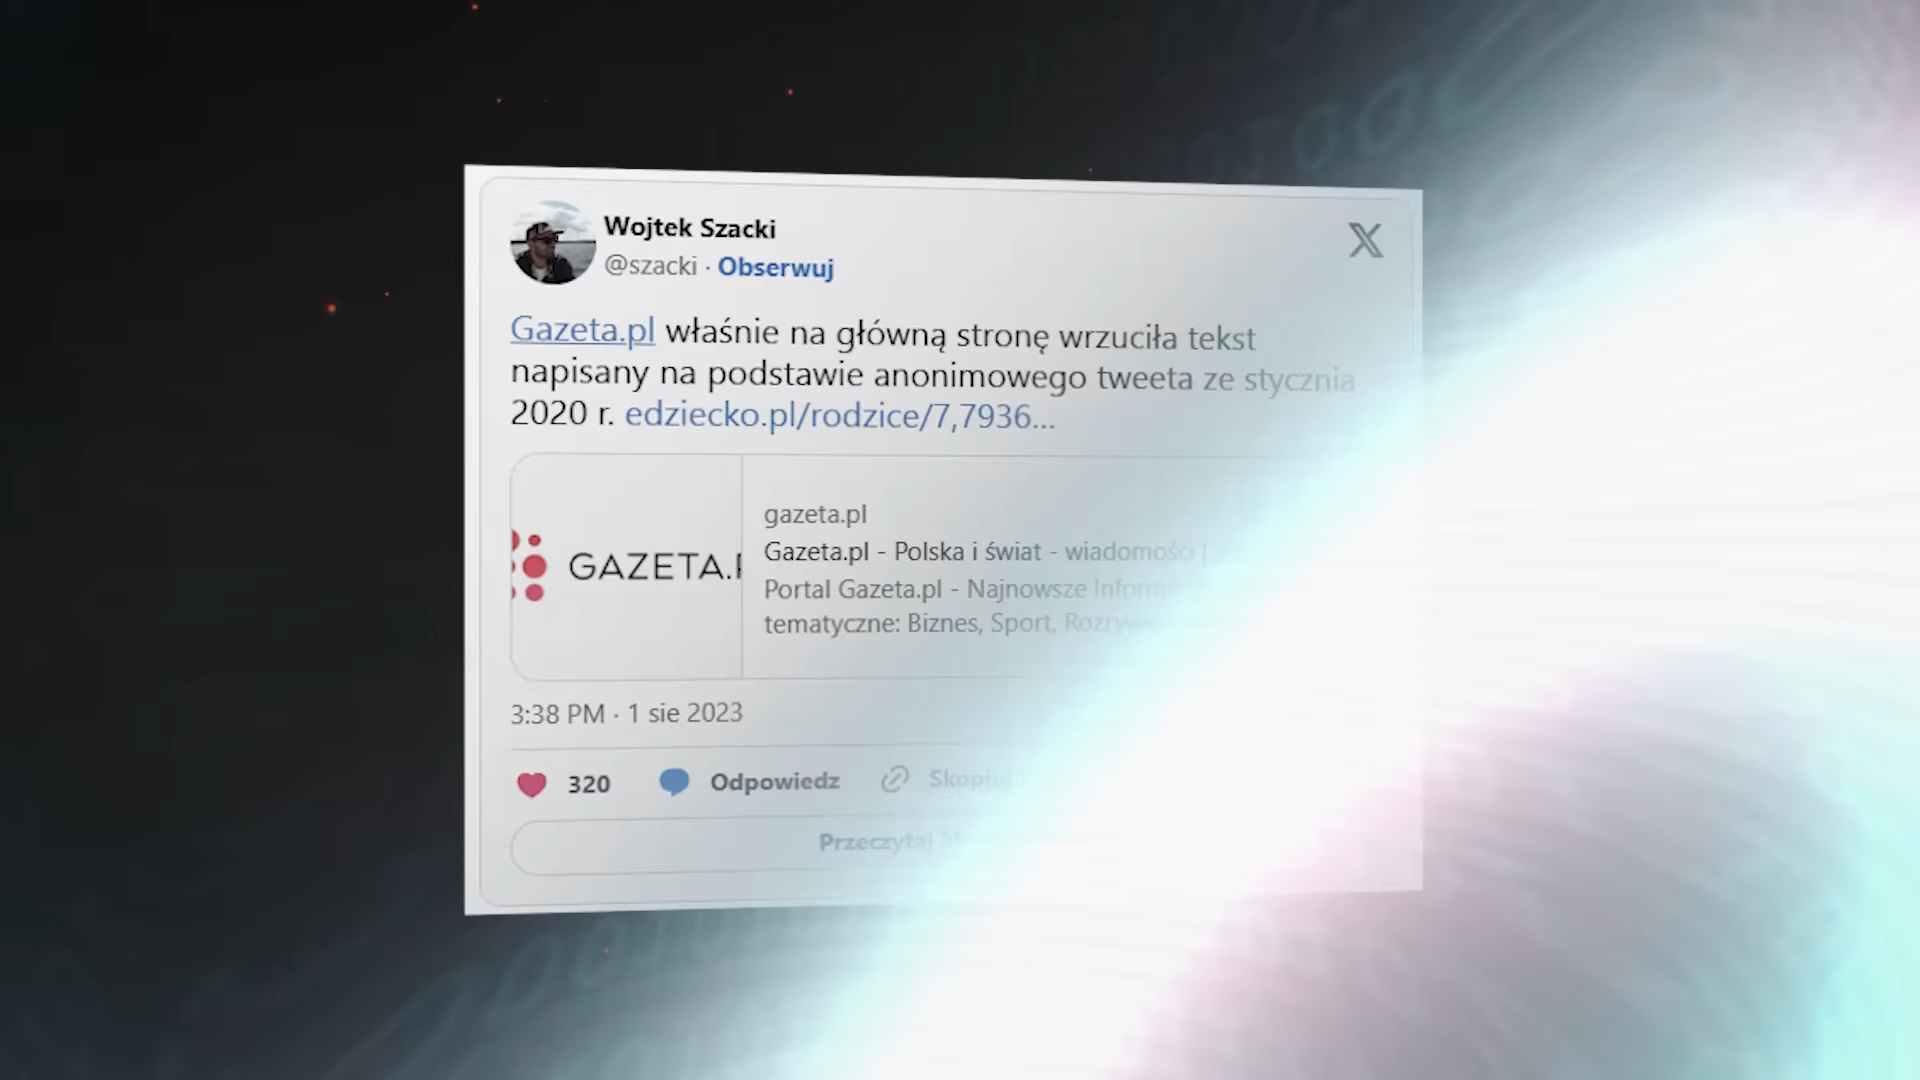 Wojtek Szacki
@szacki · Obserwuj
X
Gazeta.pl właśnie na główną stronę wrzuciła tekst
napisany na podstawie anonimowego tweeta ze stycznia
2020 r. edziecko.pl/rodzice/7,7936...
GAZETA.P
gazeta.pl
Gazeta.pl - Polska i świat - wiadomości |
Portal Gazeta.pl - Najnowsze
tematyczne: Biznes, Sport,
3:38 PM · 1 sie 2023
320 Odpowiedz
Przeczytaj